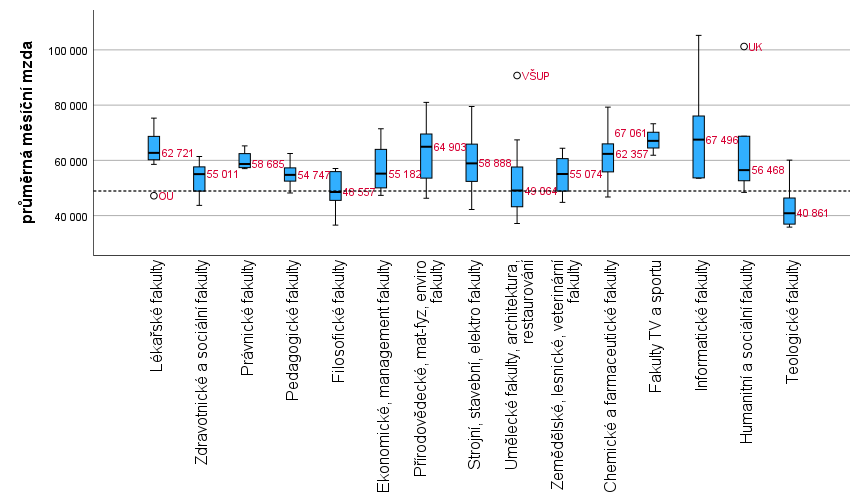 průměrná měsíční mzda
100 000
80 000
60 000
40 000
62 721
OU
55 011
58 685
54 747
48 557
55 182
64 903
58 888
VŠUP
49 064
55 074
62 357
67 061
67 496
UK
56 468
40 861
Lékařské fakulty
Zdravotnické a sociální fakulty
Právnické fakulty
Pedagogické fakulty
Filosofické fakulty
Ekonomické, management fakulty
Přírodovědecké, mat-fyz, enviro
fakulty
Strojní, stavební, elektro fakulty
Umělecké fakulty, architektura,
restaurování
Zemědělské, lesnické, veterinární
fakulty
Chemické a farmaceutické fakulty
Fakulty TV a sportu
Informatické fakulty
Humanitní a sociální fakulty
Teologické fakulty